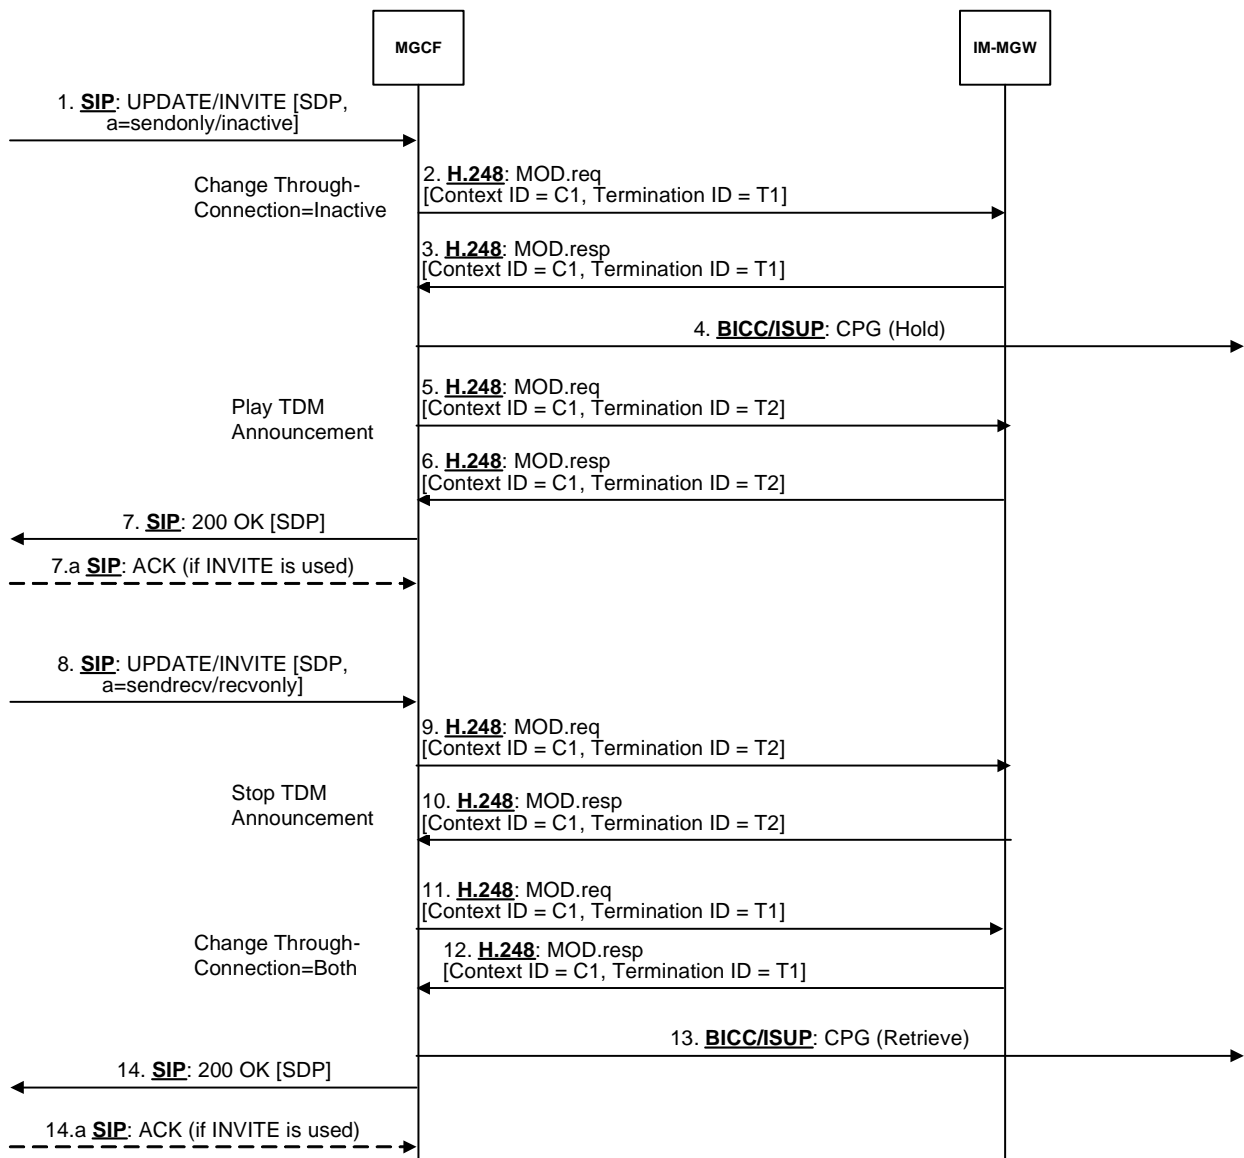 MGCF
IM-MGW
1. SIP: UPDATE/INVITE [SDP,
a=sendonly/inactive]
Change Through-
Connection=Inactive
2. H.248: MOD.req
[Context ID = C1, Termination ID = T1]
3. H.248: MOD.resp
[Context ID = C1, Termination ID = T1]
4. BICC/ISUP: CPG (Hold)
Play TDM
Announcement
5. H.248: MOD.req
[Context ID = C1, Termination ID = T2]
6. H.248: MOD.resp
[Context ID = C1, Termination ID = T2]
7. SIP: 200 OK [SDP]
7.a SIP: ACK (if INVITE is used)
8. SIP: UPDATE/INVITE [SDP,
a=sendrecv/recvonly]
9. H.248: MOD.req
[Context ID = C1, Termination ID = T2]
Stop TDM
Announcement
10. H.248: MOD.resp
[Context ID = C1, Termination ID = T2]
11. H.248: MOD.req
[Context ID = C1, Termination ID = T1]
Change Through-
Connection=Both
12. H.248: MOD.resp
[Context ID = C1, Termination ID = T1]
13. BICC/ISUP: CPG (Retrieve)
14. SIP: 200 OK [SDP]
14.a SIP: ACK (if INVITE is used)